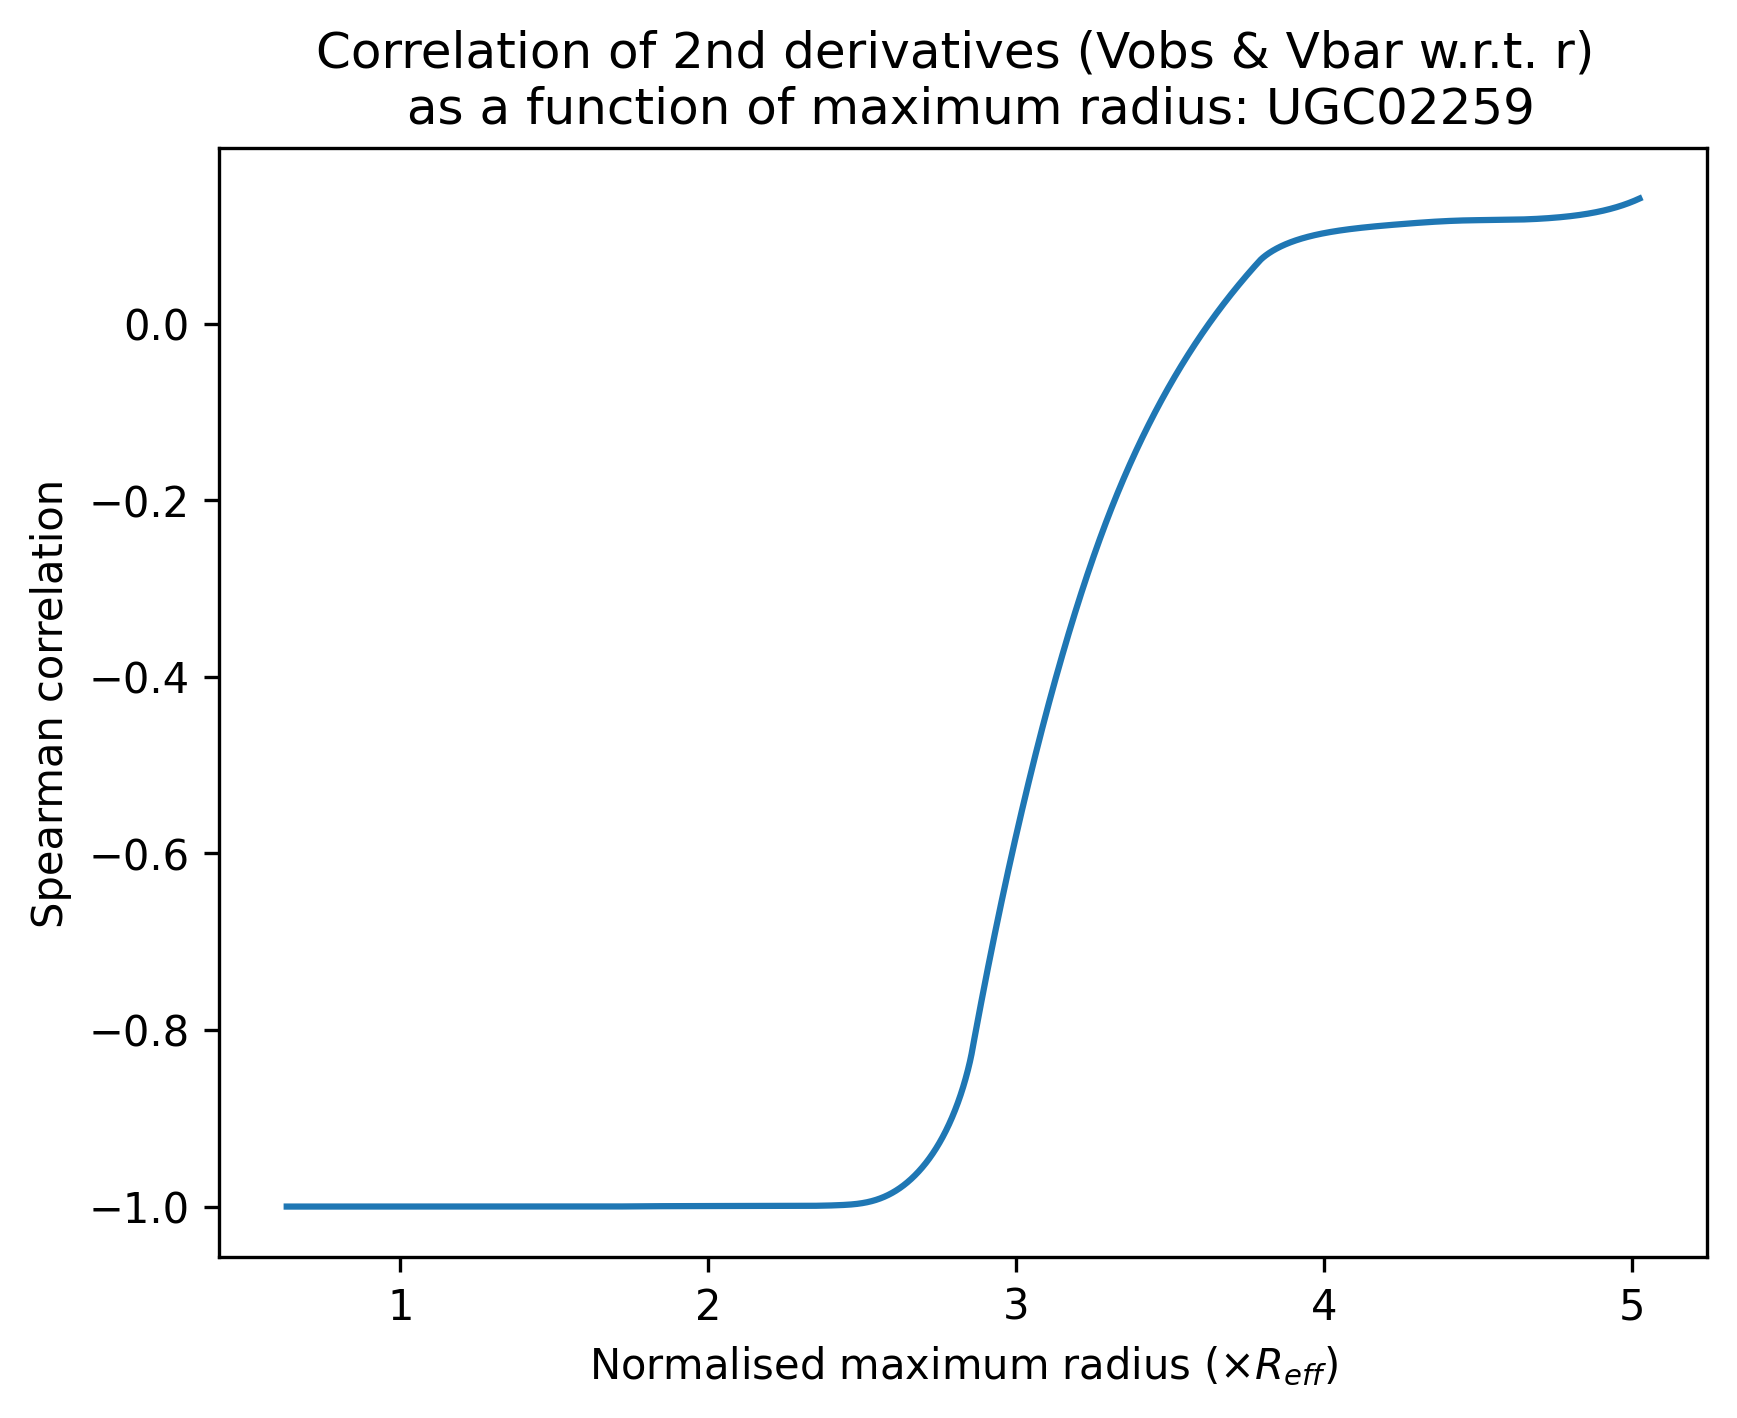 Correlation of 2nd derivatives (Vobs & Vbar w.r.t. r)
as a function of maximum radius: UGC02259
Spearman correlation
0.0
−0.2
−0.4
−0.6
−0.8
−1.0
1 2 3 4 5
Normalised maximum radius (×R_eff)